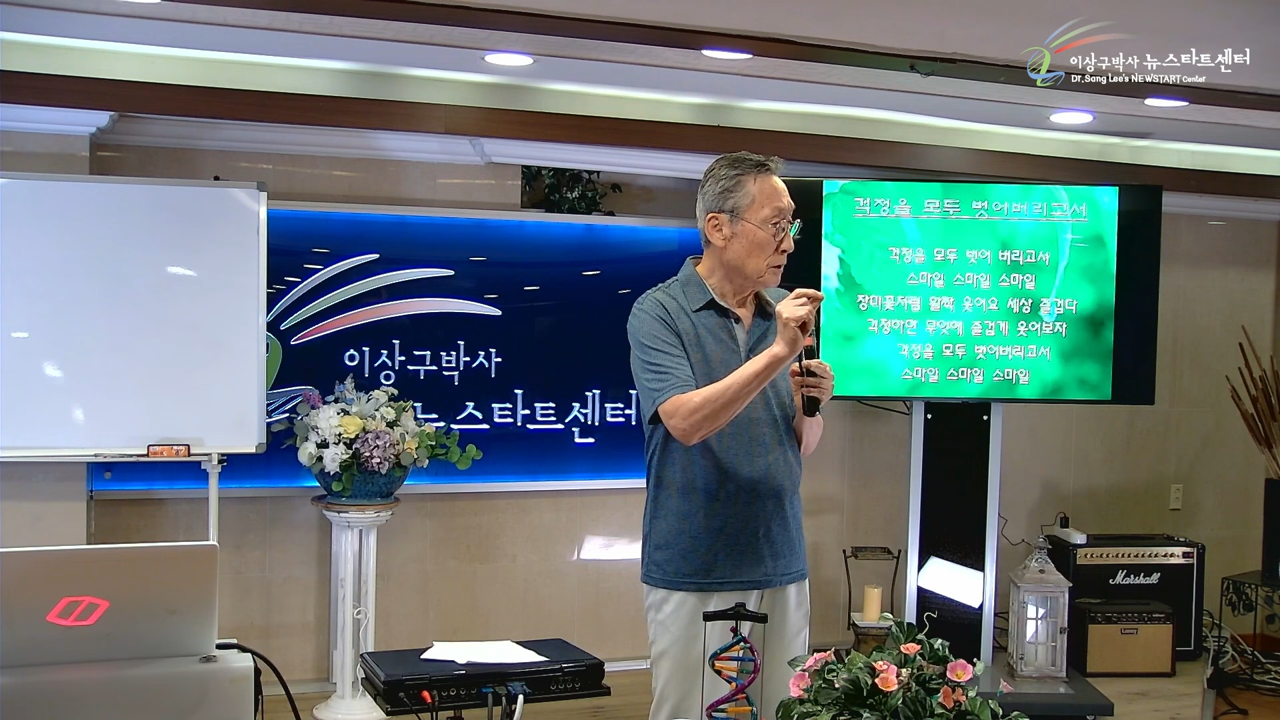 이상구박사 뉴스타트센터
Dr. Sang Lee's NEWSTART Center
걱정을 모두 벗어버리고서
걱정을 모두 벗어 버리고서
스마일 스마일 스마일
장미꽃처럼 활짝 웃어요 세상 즐겁다
걱정하면 무엇해 즐겁게 웃어보자
걱정을 모두 벗어버리고서
스마일 스마일 스마일
이상구박사
뉴스타트센터
Marshall
Laney